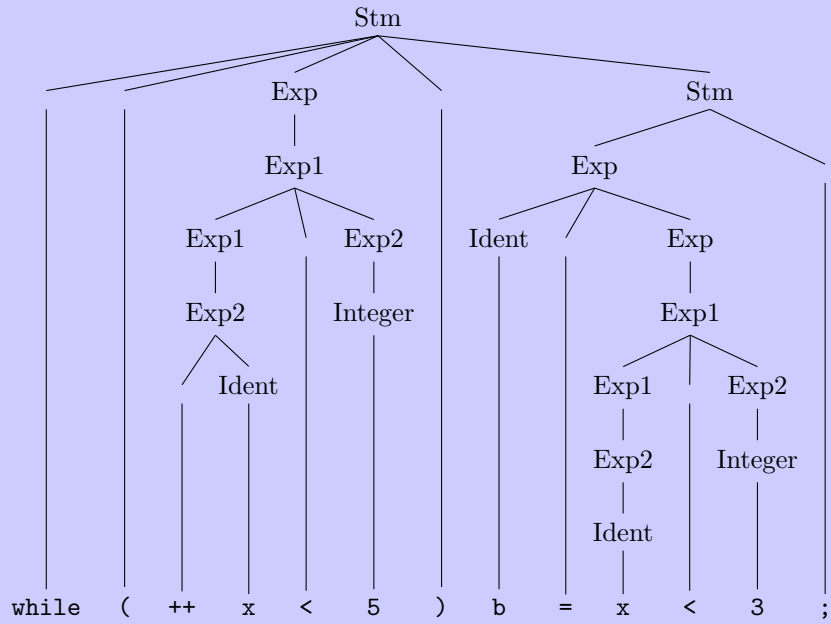 Stm
Exp Stm
Exp1 Exp
Exp1 Exp2 Ident Exp
Exp2 Integer Exp1
Ident Exp1 Exp2
Exp2 Integer
Ident
while ( ++ x < 5 ) b = x < 3 ;